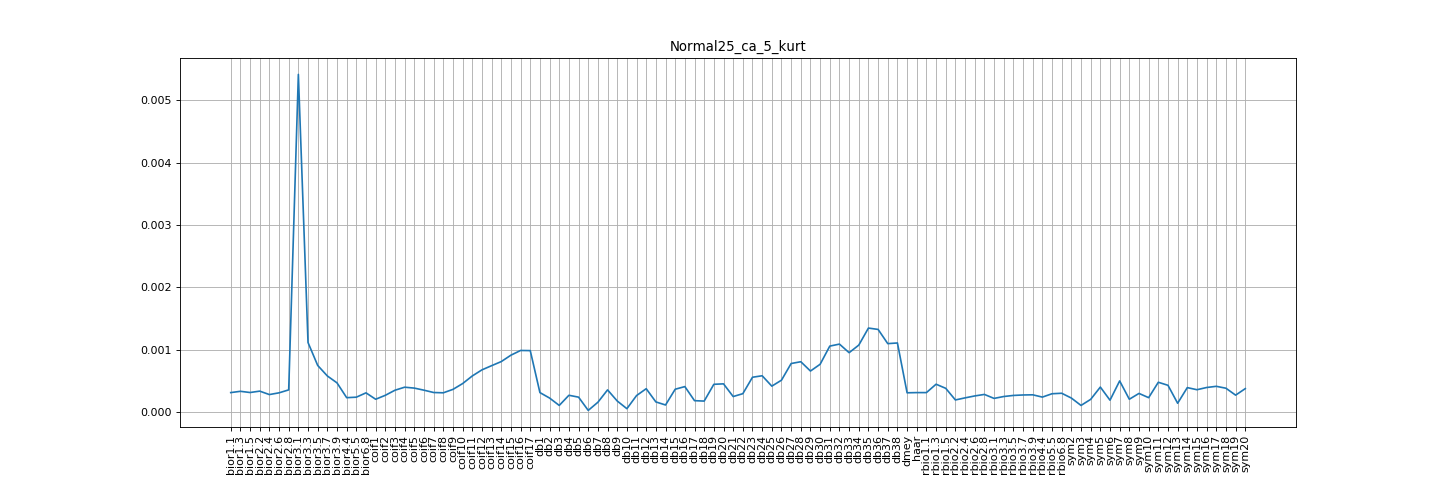 Normal25_ca_5_kurt
0.005
0.004
0.003
0.002
0.001
0.000
bior1.1
bior1.3
bior1.5
bior2.2
bior2.4
bior2.6
bior2.8
bior3.1
bior3.3
bior3.5
bior3.7
bior3.9
bior4.4
bior5.5
bior6.8
coif1
coif2
coif3
coif4
coif5
coif6
coif7
coif8
coif9
coif10
coif11
coif12
coif13
coif14
coif15
coif16
coif17
db1
db2
db3
db4
db5
db6
db7
db8
db9
db10
db11
db12
db13
db14
db15
db16
db17
db18
db19
db20
db21
db22
db23
db24
db25
db26
db27
db28
db29
db30
db31
db32
db33
db34
db35
db36
db37
db38
dmey
haar
rbio1.1
rbio1.3
rbio1.5
rbio2.2
rbio2.4
rbio2.6
rbio2.8
rbio3.1
rbio3.3
rbio3.5
rbio3.7
rbio3.9
rbio4.4
rbio5.5
rbio6.8
sym2
sym3
sym4
sym5
sym6
sym7
sym8
sym9
sym10
sym11
sym12
sym13
sym14
sym15
sym16
sym17
sym18
sym19
sym20